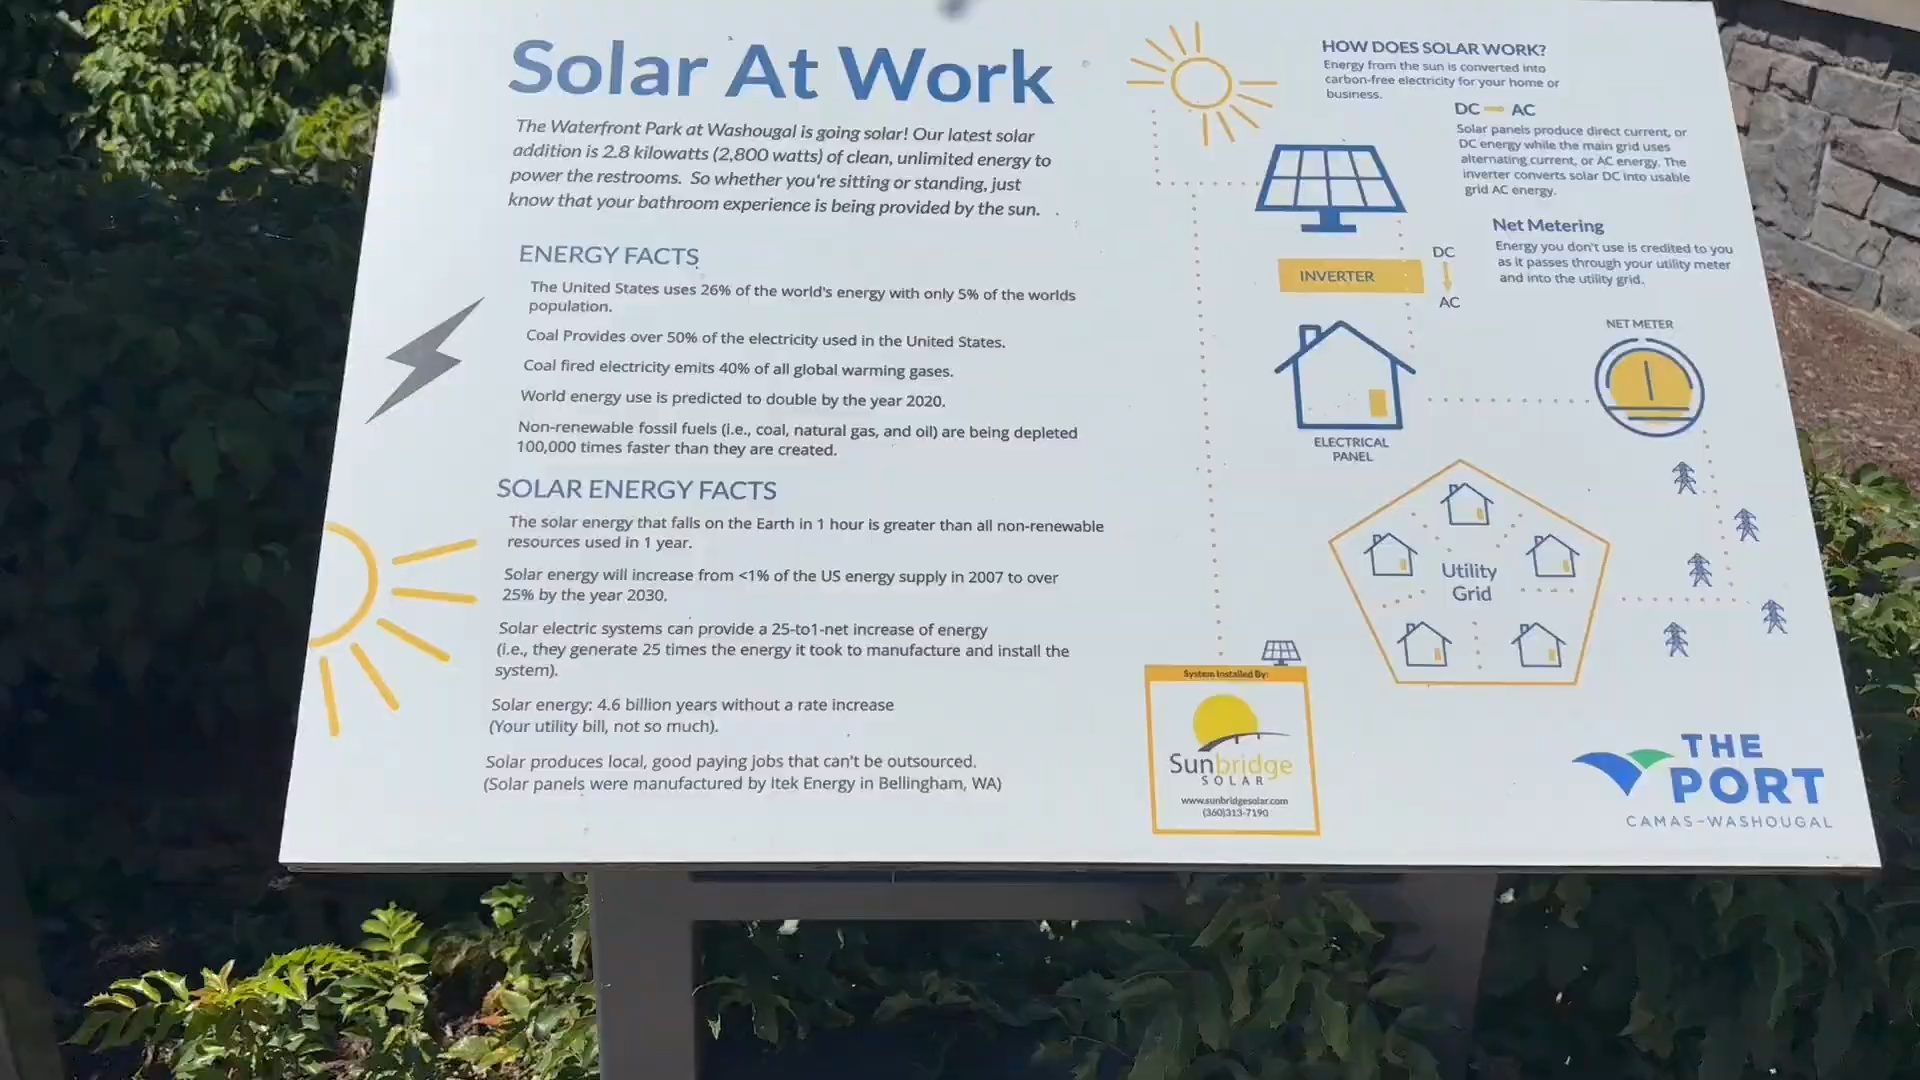 Solar At Work
The Waterfront Park at Washougal is going solar! Our latest solar
addition is 2.8 kilowatts (2,800 watts) of clean, unlimited energy to
power the restrooms. So whether you're sitting or standing, just
know that your bathroom experience is being provided by the sun.
ENERGY FACTS
The United States uses 26% of the world's energy with only 5% of the worlds
population.
Coal Provides over 50% of the electricity used in the United States.
Coal fired electricity emits 40% of all global warming gases.
World energy use is predicted to double by the year 2020.
Non-renewable fossil fuels (i.e., coal, natural gas, and oil) are being depleted
100,000 times faster than they are created.
SOLAR ENERGY FACTS
The solar energy that falls on the Earth in 1 hour is greater than all non-renewable
resources used in 1 year.
Solar energy will increase from <1% of the US energy supply in 2007 to over
25% by the year 2030.
Solar electric systems can provide a 25-to1-net increase of energy
(i.e., they generate 25 times the energy it took to manufacture and install the
system).
Solar energy: 4.6 billion years without a rate increase
(Your utility bill, not so much).
Solar produces local, good paying jobs that can't be outsourced.
(Solar panels were manufactured by Itek Energy in Bellingham, WA)
HOW DOES SOLAR WORK?
Energy from the sun is converted into
carbon-free electricity for your home or
business.
DC AC
Solar panels produce direct current, or
DC energy while the main grid uses
alternating current, or AC energy. The
inverter converts solar DC into usable
grid AC energy.
Net Metering
Energy you don't use is credited to you
as it passes through your utility meter
and into the utility grid.
DC
INVERTER
AC
NET METER
ELECTRICAL
PANEL
Utility
Grid
System Installed By:
Sunbridge
SOLAR
www.sunbridgesolar.com
(360)313-7190
THE
PORT
CAMAS-WASHOUGAL